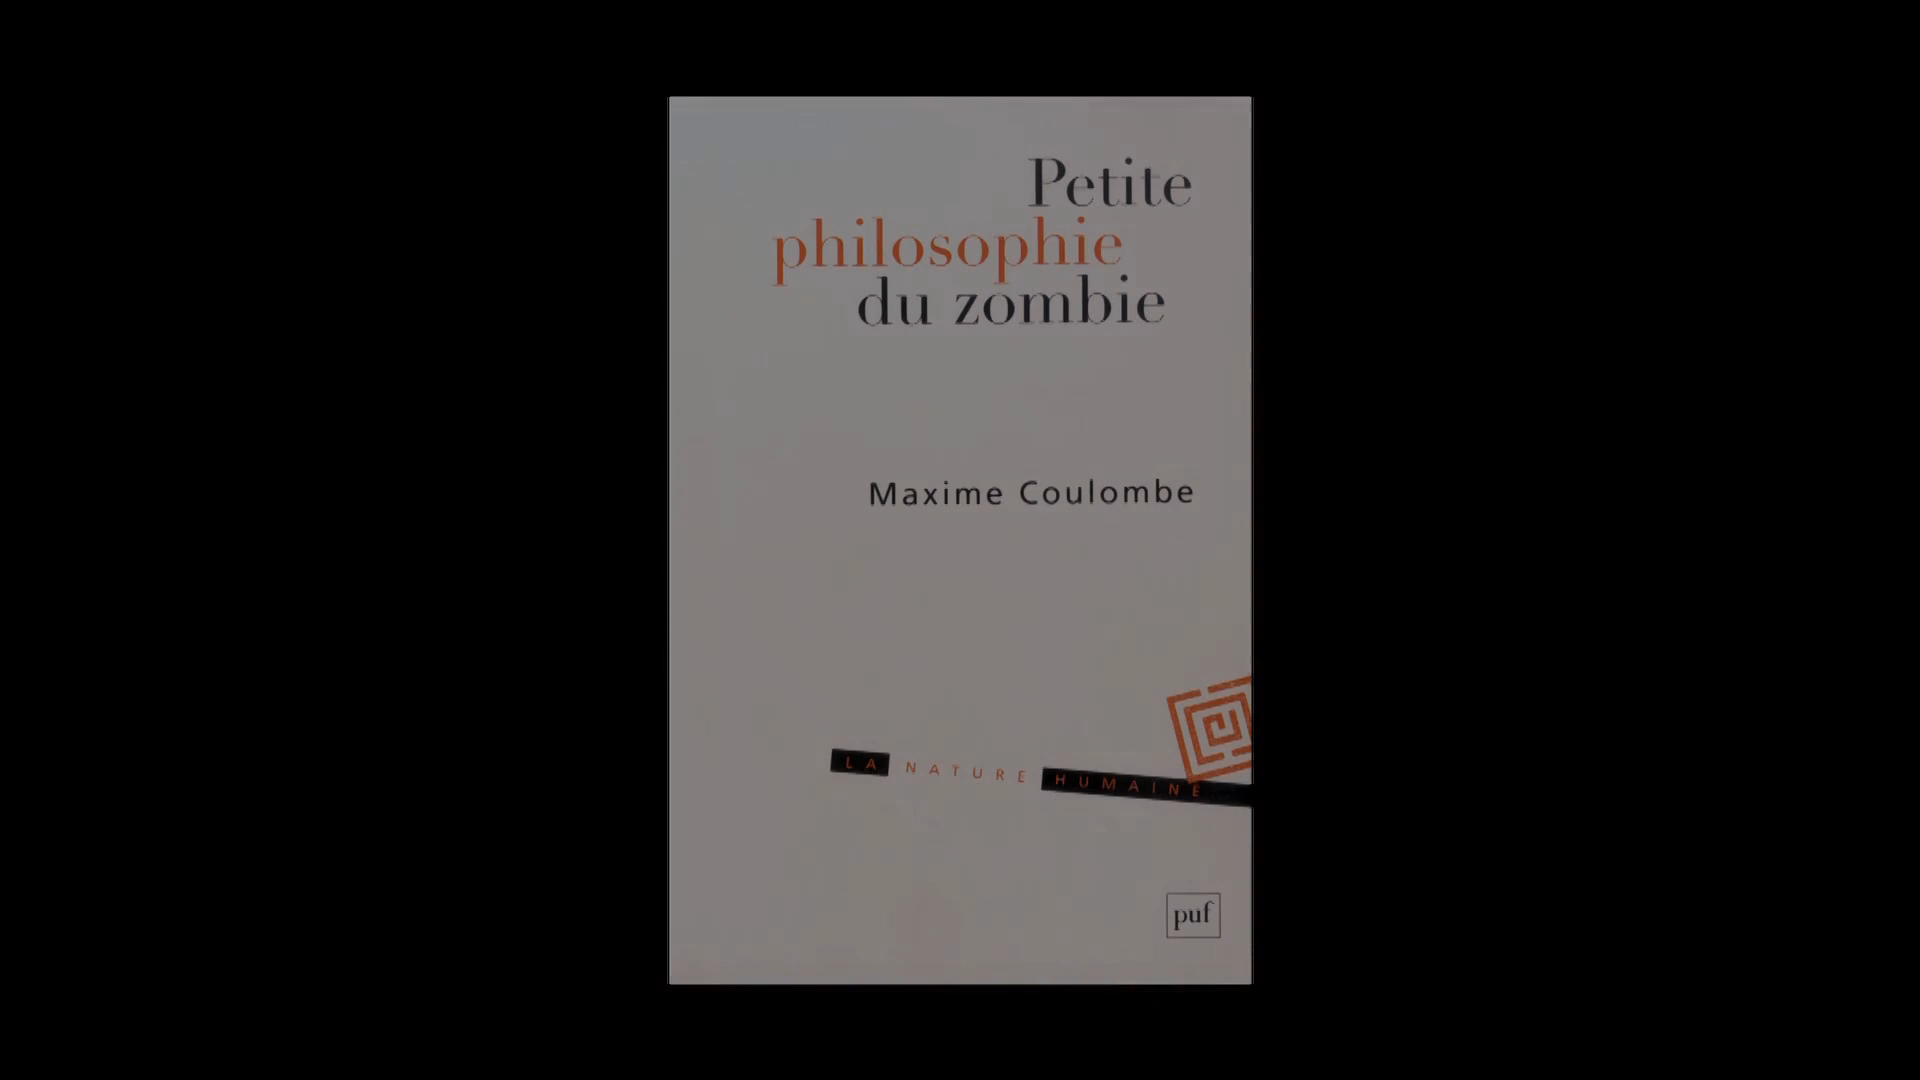 Petite
philosophie
du zombie
Maxime Coulombe
LA NATURE HUMAINE
puf